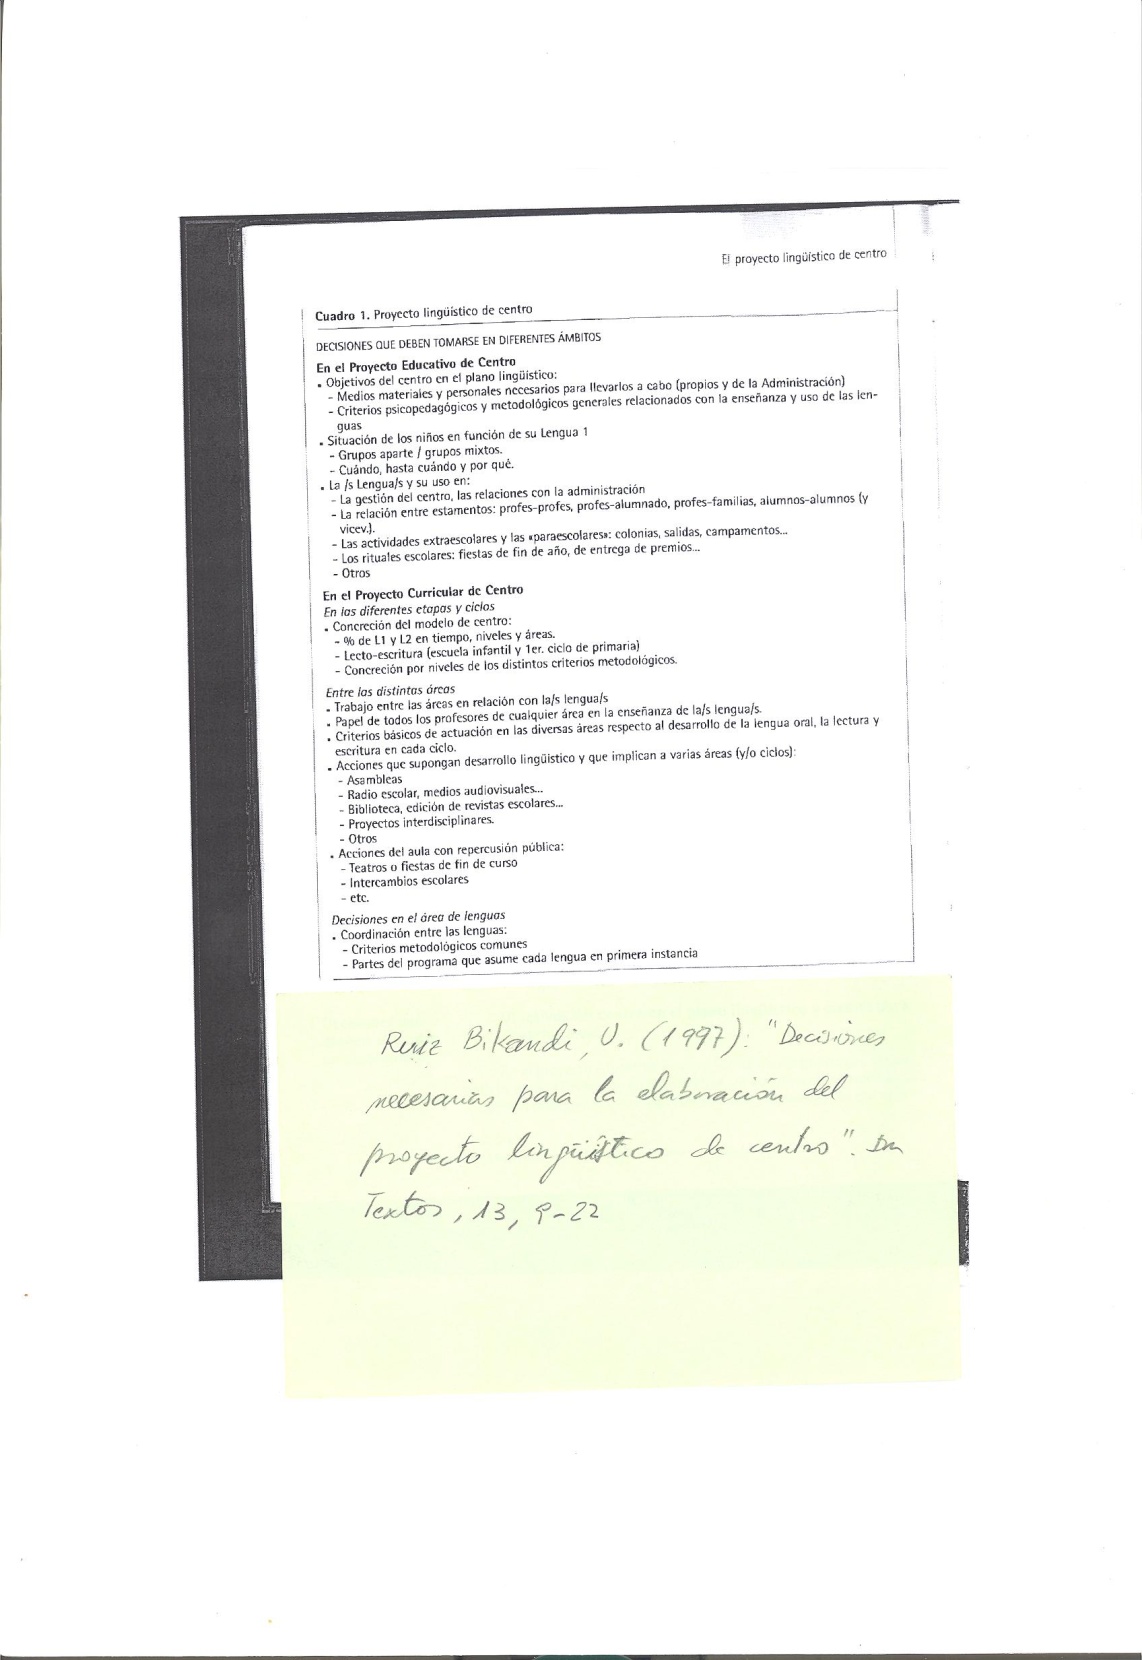 El proyecto lingüístico de centro
Cuadro 1. Proyecto lingüístico de centro
DECISIONES QUE DEBEN TOMARSE EN DIFERENTES ÁMBITOS
En el Proyecto Educativo de Centro
. Objetivos del centro en el plano lingüístico:
- Medios materiales y personales necesarios para llevarlos a cabo (propios y de la Administración)
- Criterios psicopedagógicos y metodológicos generales relacionados con la enseñanza y uso de las len-
guas
. Situación de los niños en función de su Lengua 1
- Grupos aparte / grupos mixtos.
- Cuándo, hasta cuándo y por qué.
. La /s Lengua/s y su uso en:
- La gestión del centro, las relaciones con la administración
- La relación entre estamentos: profes-profes, profes-alumnado, profes-familias, alumnos-alumnos (y
vicev.).
- Las actividades extraescolares y las «paraescolares»: colonias, salidas, campamentos...
- Los rituales escolares: fiestas de fin de año, de entrega de premios...
- Otros
En el Proyecto Curricular de Centro
En las diferentes etapas y ciclos
. Concreción del modelo de centro:
- % de L1 y L2 en tiempo, niveles y áreas.
- Lecto-escritura (escuela infantil y 1er. ciclo de primaria)
- Concreción por niveles de los distintos criterios metodológicos.
Entre las distintas áreas
. Trabajo entre las áreas en relación con la/s lengua/s
. Papel de todos los profesores de cualquier área en la enseñanza de la/s lengua/s.
. Criterios básicos de actuación en las diversas áreas respecto al desarrollo de la lengua oral, la lectura y
escritura en cada ciclo.
. Acciones que supongan desarrollo lingüístico y que implican a varias áreas (y/o ciclos):
- Asambleas
- Radio escolar, medios audiovisuales...
- Biblioteca, edición de revistas escolares...
- Proyectos interdisciplinares.
- Otros
. Acciones del aula con repercusión pública:
- Teatros o fiestas de fin de curso
- Intercambios escolares
- etc.
Decisiones en el área de lenguas
. Coordinación entre las lenguas:
- Criterios metodológicos comunes
- Partes del programa que asume cada lengua en primera instancia
Ruiz Bikandi, U. (1997): "Decisiones
necesarias para la elaboración del
proyecto lingüístico de centro". En
Textos, 13, 9-22